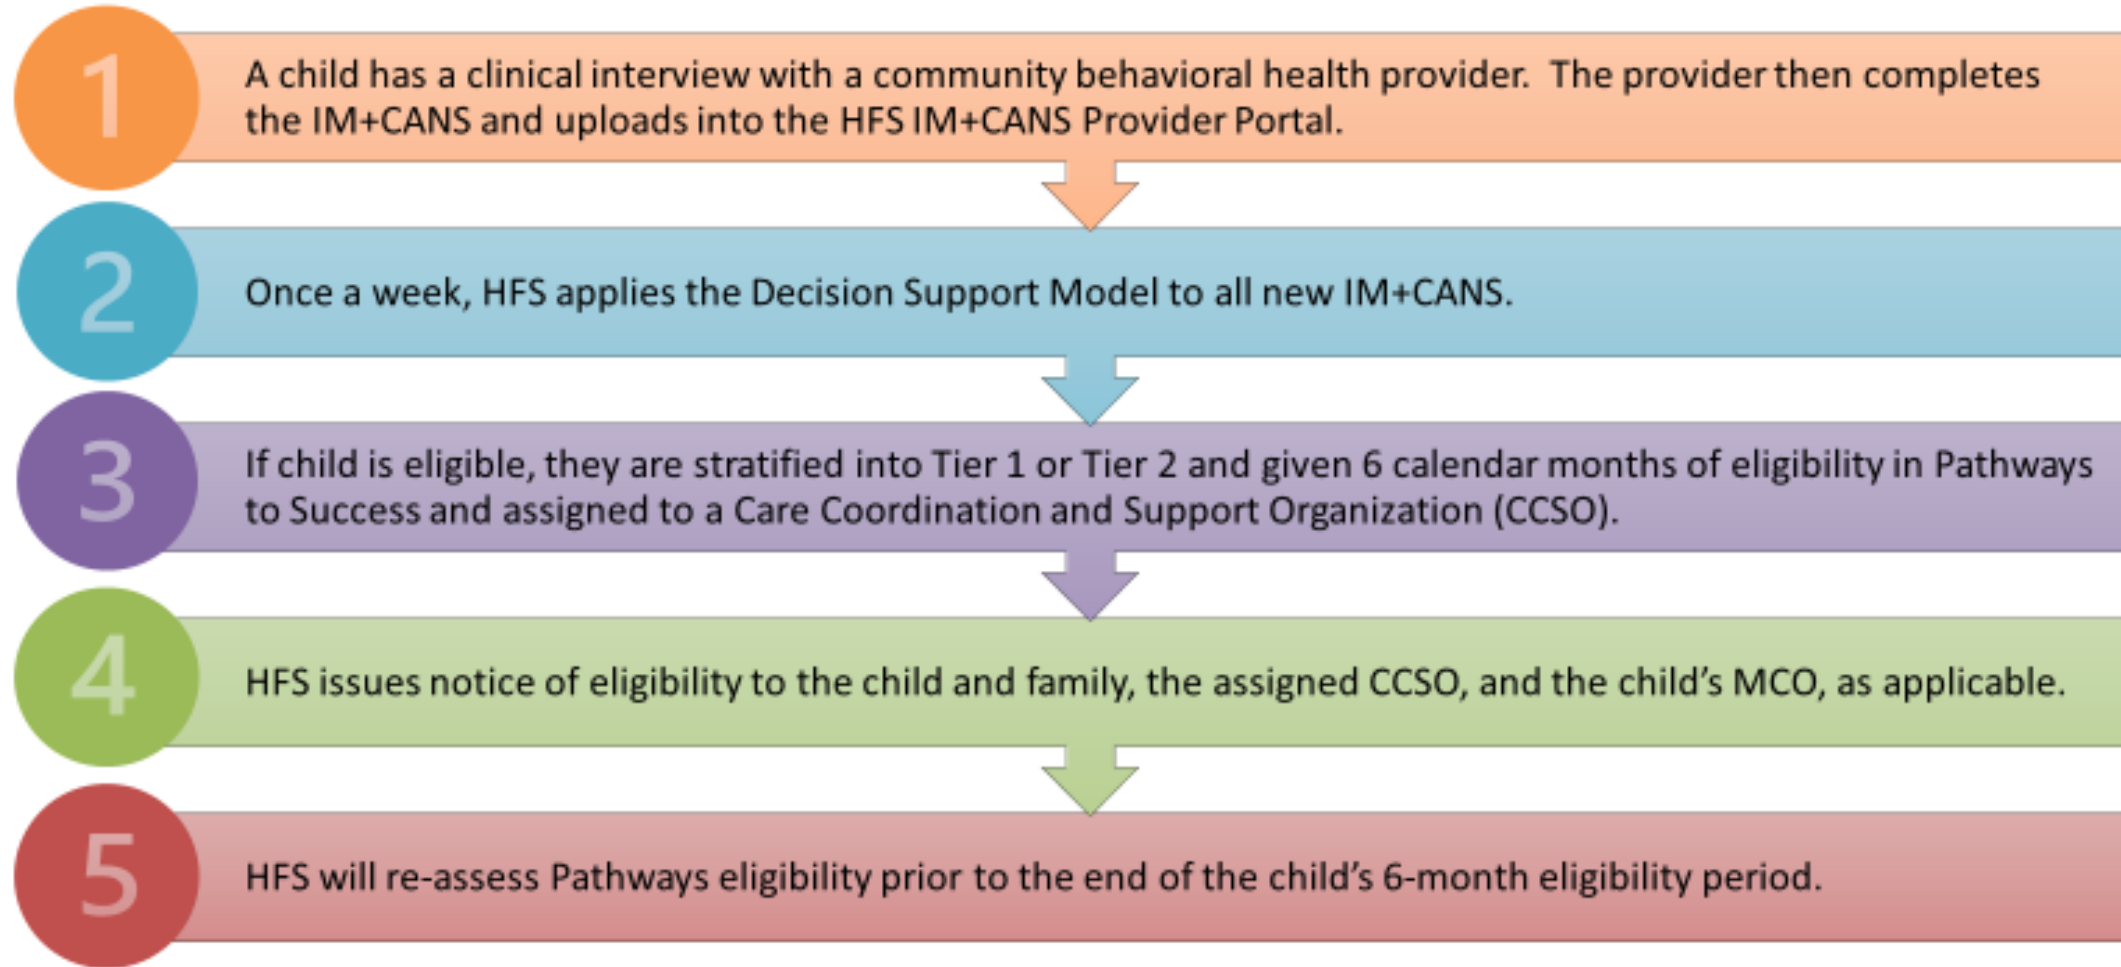 1
A child has a clinical interview with a community behavioral health provider.  The provider then completes
the IM+CANS and uploads into the HFS IM+CANS Provider Portal.
2
Once a week, HFS applies the Decision Support Model to all new IM+CANS.
3
If child is eligible, they are stratified into Tier 1 or Tier 2 and given 6 calendar months of eligibility in Pathways
to Success and assigned to a Care Coordination and Support Organization (CCSO).
4
HFS issues notice of eligibility to the child and family, the assigned CCSO, and the child’s MCO, as applicable.
5
HFS will re-assess Pathways eligibility prior to the end of the child’s 6-month eligibility period.